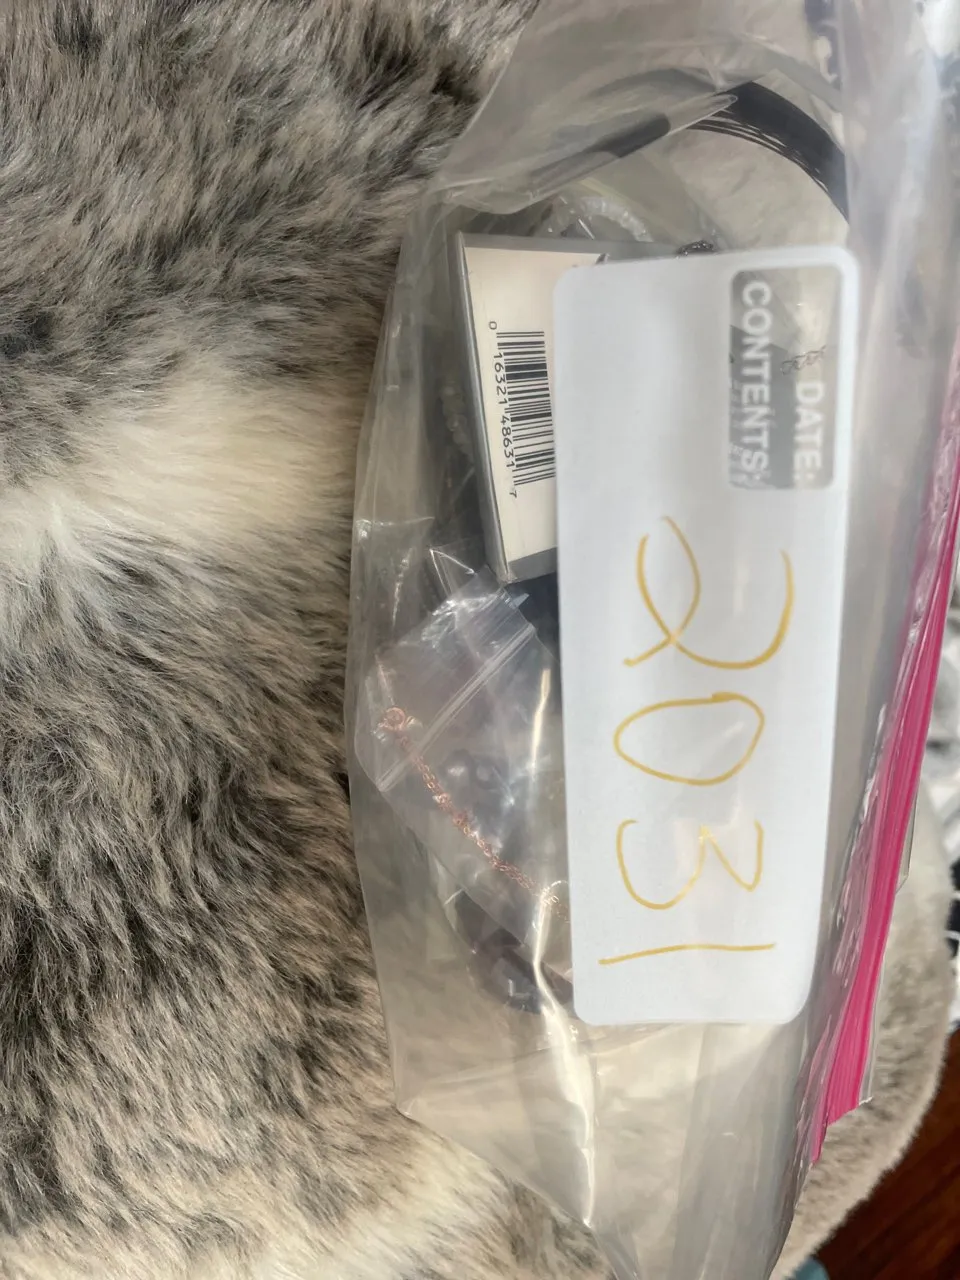 DATE:
CONTENTS:
2031
0 16321 48631 7